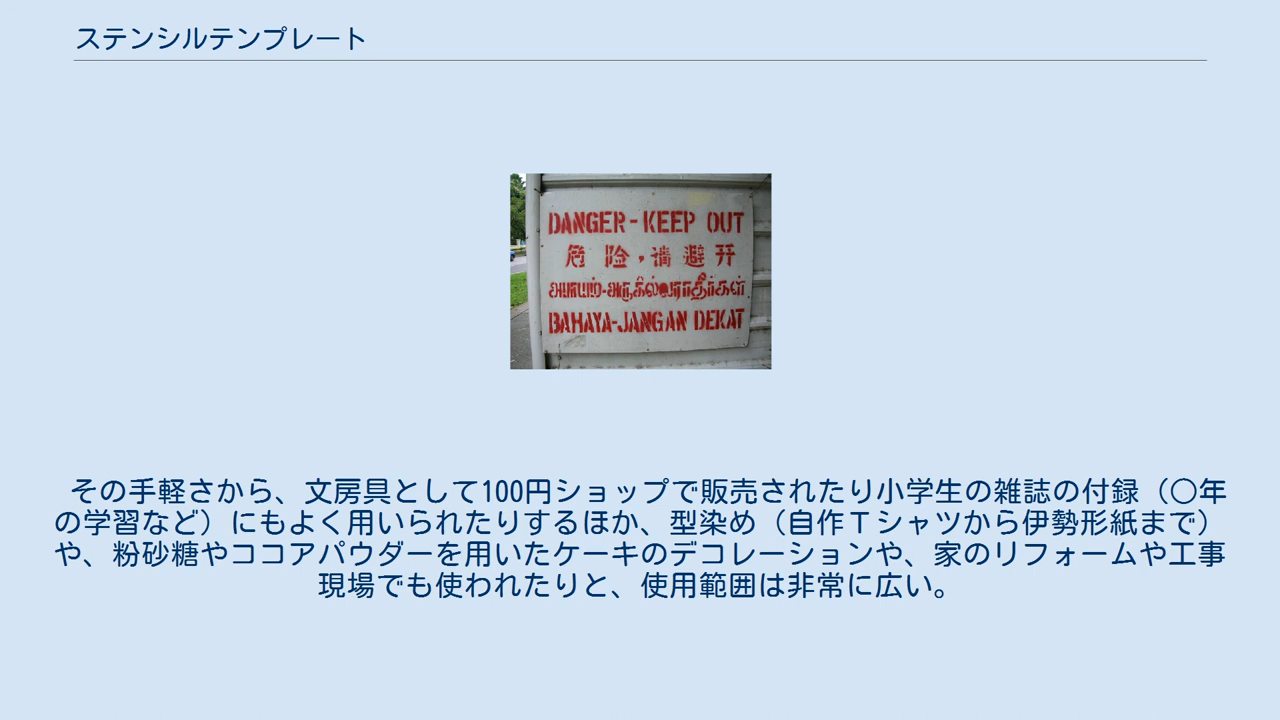 ステンシルテンプレート
DANGER-KEEP OUT
危险,请避开
அபாயம்-அருகில்வராதீர்கள்
BAHAYA-JANGAN DEKAT
その手軽さから、文房具として100円ショップで販売されたり小学生の雑誌の付録（〇年
の学習など）にもよく用いられたりするほか、型染め（自作Ｔシャツから伊勢形紙まで）
や、粉砂糖やココアパウダーを用いたケーキのデコレーションや、家のリフォームや工事
現場でも使われたりと、使用範囲は非常に広い。